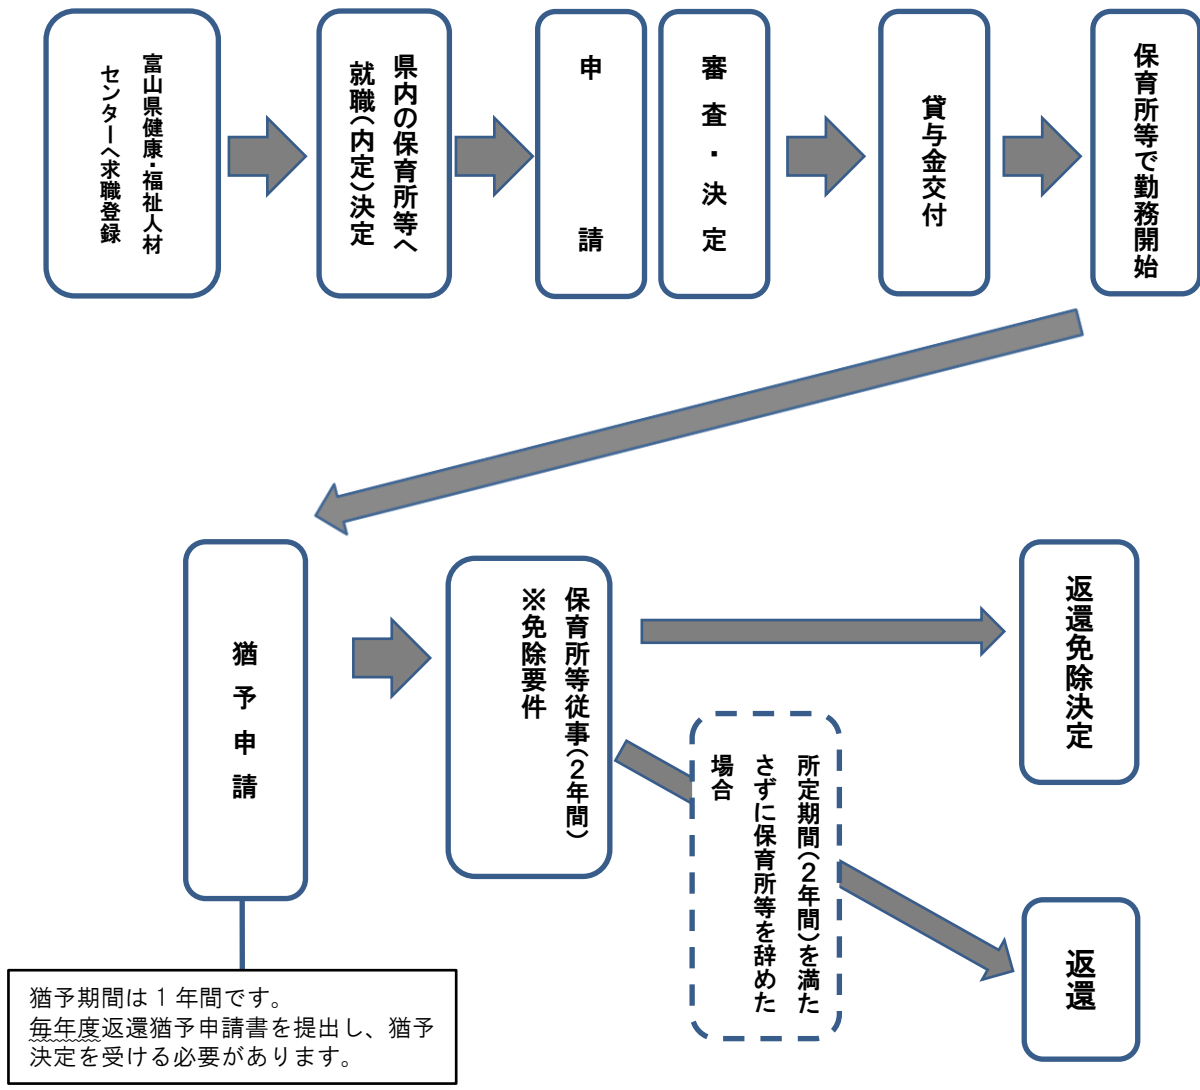 富山県健康・福祉人材
センターへ求職登録
県内の保育所等へ
就職(内定)決定
申請
審査・決定
貸与金交付
保育所等で勤務開始
猶予申請
保育所等従事(2年間)
※免除要件
返還免除決定
所定期間(2年間)を満た
さずに保育所等を辞めた
場合
返還
猶予期間は1年間です。
毎年度返還猶予申請書を提出し、猶予
決定を受ける必要があります。